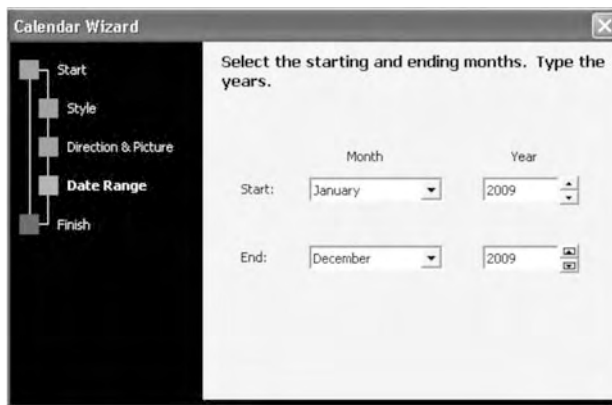 Calendar Wizard
Start
Style
Direction & Picture
Date Range
Finish
Select the starting and ending months.  Type the
years.
Month Year
Start: January 2009
End: December 2009